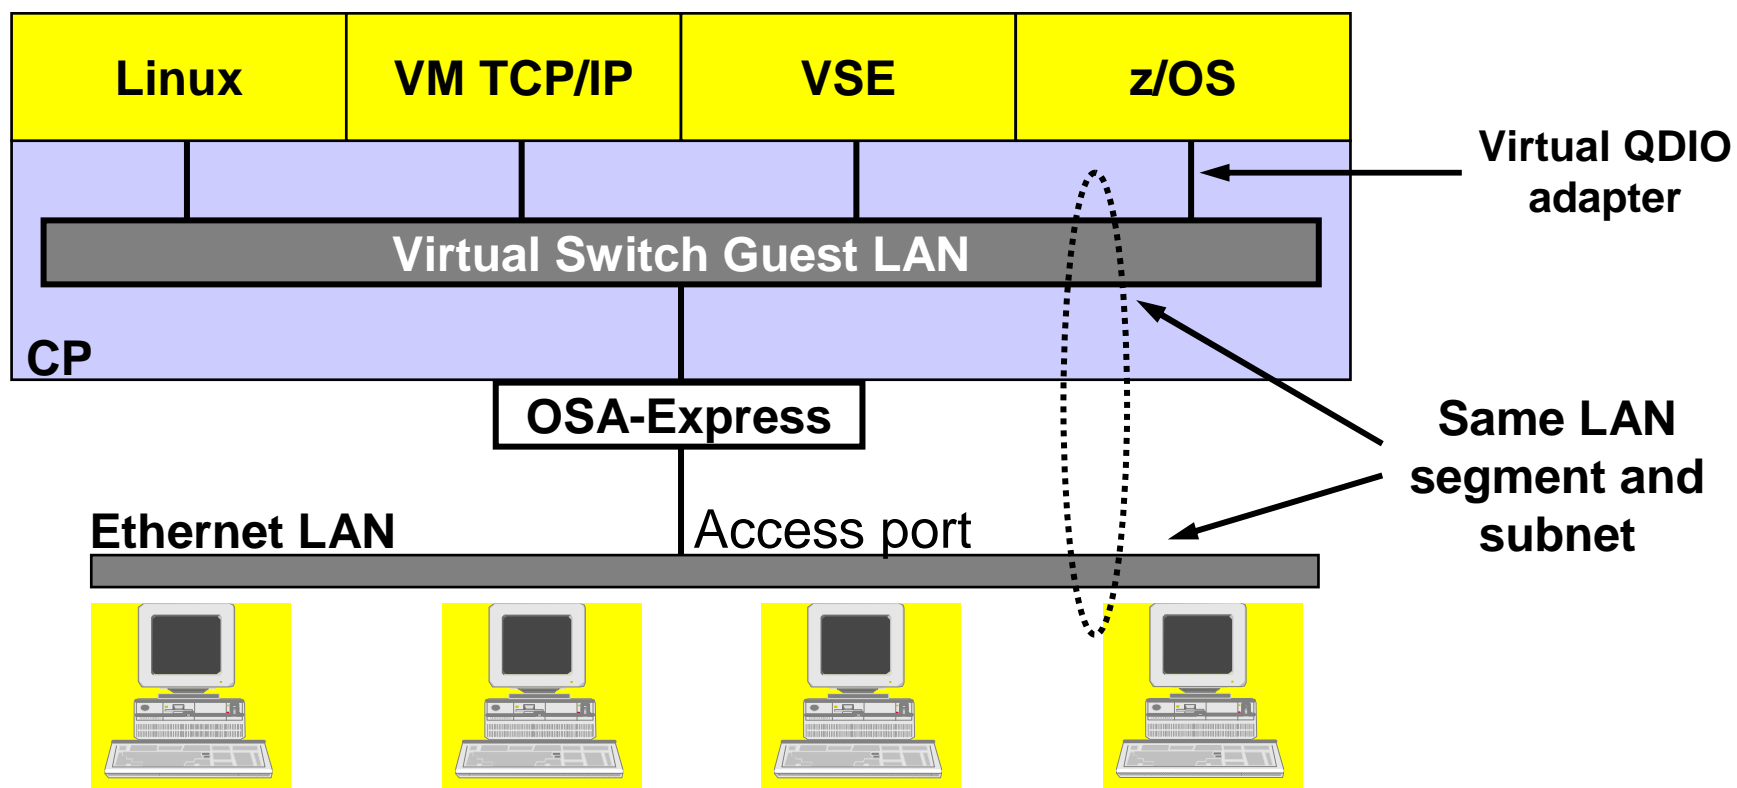 Linux VM TCP/IP VSE z/OS
Virtual QDIO
adapter
Virtual Switch Guest LAN
CP
OSA-Express
Same LAN
segment and
subnet
Ethernet LAN Access port